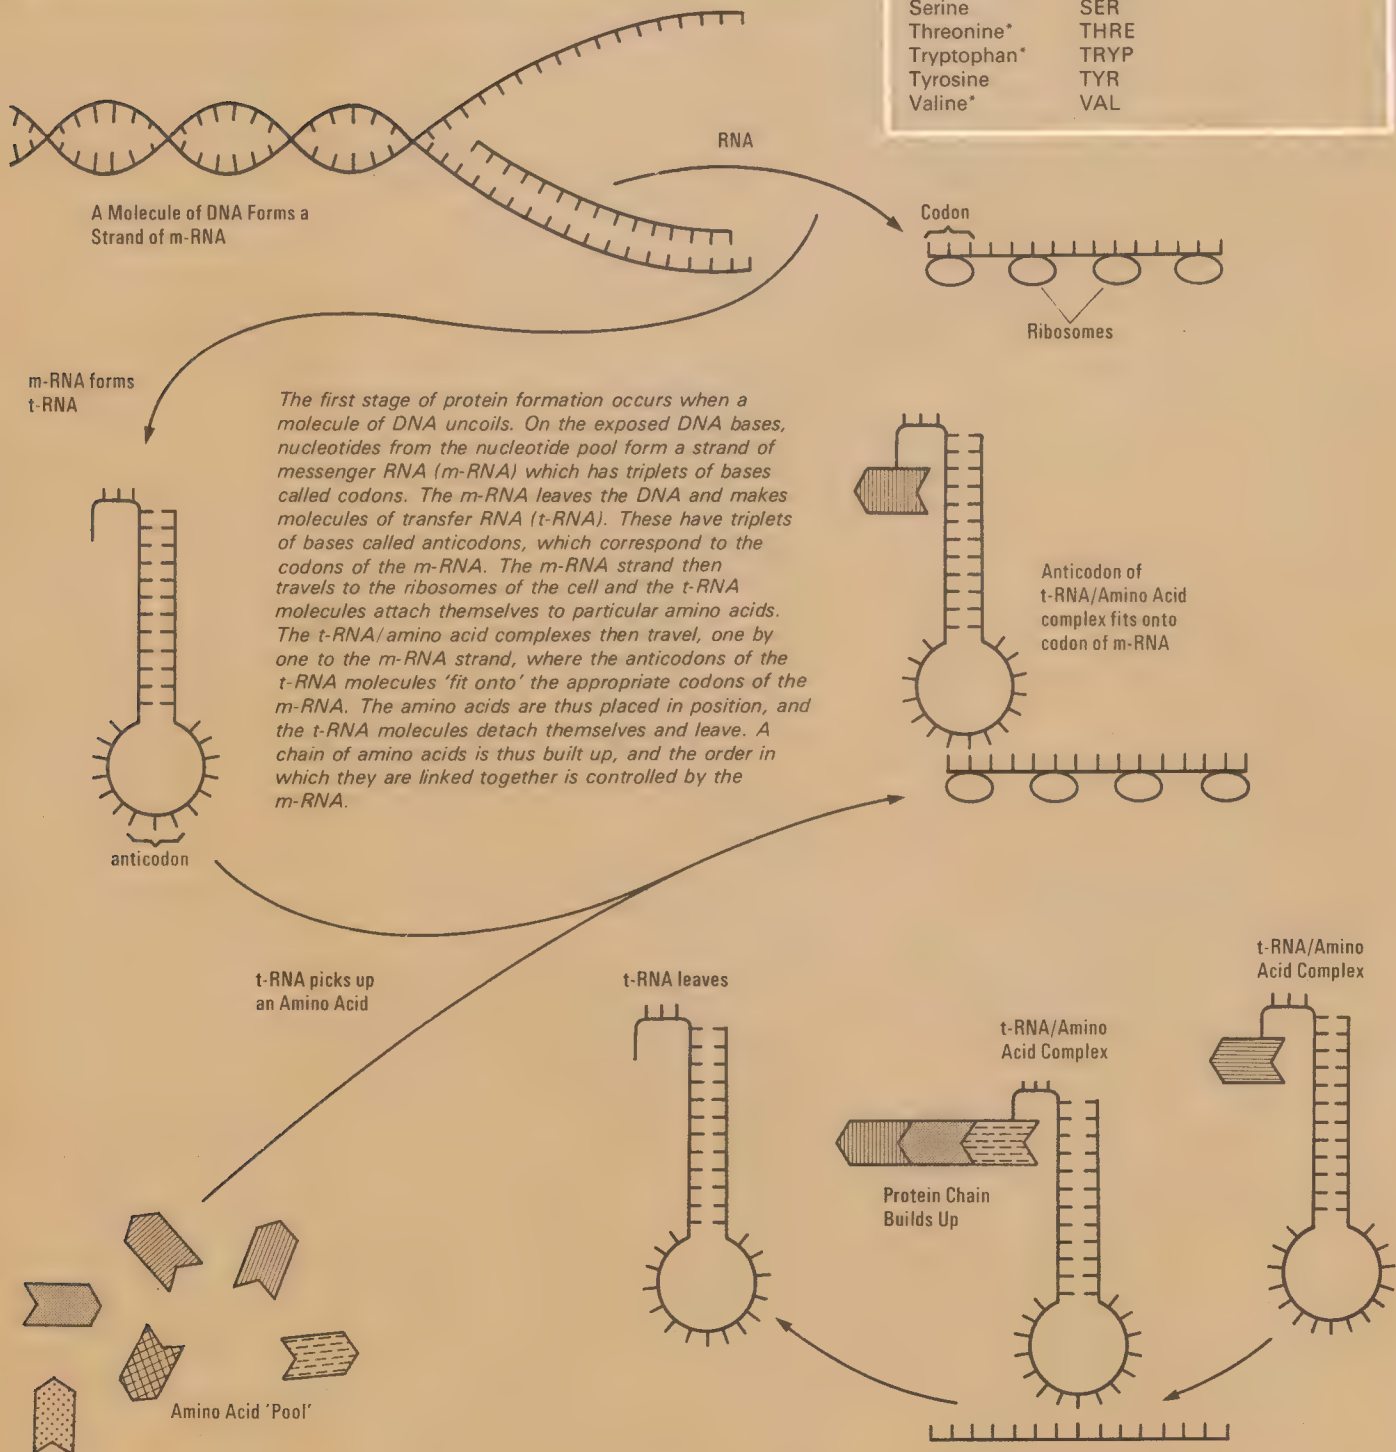 Serine SER
Threonine* THRE
Tryptophan* TRYP
Tyrosine TYR
Valine* VAL
RNA
A Molecule of DNA Forms a
Strand of m-RNA
Codon
Ribosomes
m-RNA forms
t-RNA
The first stage of protein formation occurs when a
molecule of DNA uncoils. On the exposed DNA bases,
nucleotides from the nucleotide pool form a strand of
messenger RNA (m-RNA) which has triplets of bases
called codons. The m-RNA leaves the DNA and makes
molecules of transfer RNA (t-RNA). These have triplets
of bases called anticodons, which correspond to the
codons of the m-RNA. The m-RNA strand then
travels to the ribosomes of the cell and the t-RNA
molecules attach themselves to particular amino acids.
The t-RNA/amino acid complexes then travel, one by
one to the m-RNA strand, where the anticodons of the
t-RNA molecules 'fit onto' the appropriate codons of the
m-RNA. The amino acids are thus placed in position, and
the t-RNA molecules detach themselves and leave. A
chain of amino acids is thus built up, and the order in
which they are linked together is controlled by the
m-RNA.
Anticodon of
t-RNA/Amino Acid
complex fits onto
codon of m-RNA
anticodon
t-RNA picks up
an Amino Acid
t-RNA leaves
t-RNA/Amino
Acid Complex
t-RNA/Amino
Acid Complex
Protein Chain
Builds Up
Amino Acid 'Pool'